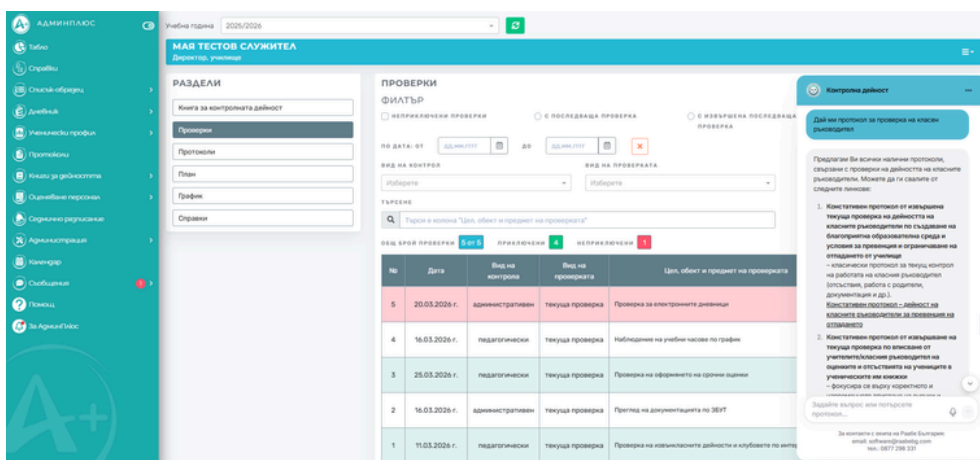 АДМИНПЛЮС
Табло
Справки
Списък-образец
Дневник
Ученически профил
Протоколи
Книги за дейността
Оценяване персонал
Седмично разписание
Администрация
Календар
Съобщения
Помощ
За АдминПлюс
Учебна година 2025/2026
МАЯ ТЕСТОВ СЛУЖИТЕЛ
Директор, училище
РАЗДЕЛИ
Книга за контролната дейност
Проверки
Протоколи
План
График
Справки
ПРОВЕРКИ
ФИЛТЪР
НЕПРИКЛЮЧЕНИ ПРОВЕРКИ С ПОСЛЕДВАЩА ПРОВЕРКА С ИЗВЪРШЕНА ПОСЛЕДВАЩА
ПРОВЕРКА
ПО ДАТА: ОТ ДД.ММ.ГГГГ ДО ДД.ММ.ГГГГ
ВИД НА КОНТРОЛ ВИД НА ПРОВЕРКАТА
Изберете Изберете
ТЪРСЕНЕ
Търси в колона "Цел, обект и предмет на проверката"
ОБЩ БРОЙ ПРОВЕРКИ 5 от 5 ПРИКЛЮЧЕНИ 4 НЕПРИКЛЮЧЕНИ 1
№ Дата Вид на контрола Вид на проверката Цел, обект и предмет на проверката
5 20.03.2026 г. административен текуща проверка Проверка за електронните дневници
4 16.03.2026 г. педагогически текуща проверка Наблюдение на учебни часове по график
3 25.03.2026 г. педагогически текуща проверка Проверка на оформянето на срочни оценки
2 16.03.2026 г. административен текуща проверка Преглед на документацията по ЗБУТ
1 11.03.2026 г. педагогически текуща проверка Проверка на извънкласните дейности и клубовете по
Контролна дейност
Дай ми протокол за проверка на класен
ръководител
Предлагам Ви всички налични протоколи,
свързани с проверки на дейността на класните
ръководители. Можете да ги свалите от
следните линкове:
1. Констативен протокол от извършена
текуща проверка на дейността на
класните ръководители по създаване на
благоприятна образователна среда и
условия за превенция и ограничаване на
отпадането от училище
– класически протокол за текущ контрол
на работата на класния ръководител
(отсъствия, работа с родители,
документация и др.).
Констативен протокол – дейност на
класните ръководители за превенция на
отпадането
2. Констативен протокол от извършване на
текуща проверка по вписване от
учителите/класния ръководител на
оценките и отсъствията на учениците в
ученическите им книжки
– фокусира се върху коректното и
Задайте въпрос или потърсете
протокол...
За контакти с екипа на Раабе България:
email: software@raabebg.com
тел.: 0877 298 331